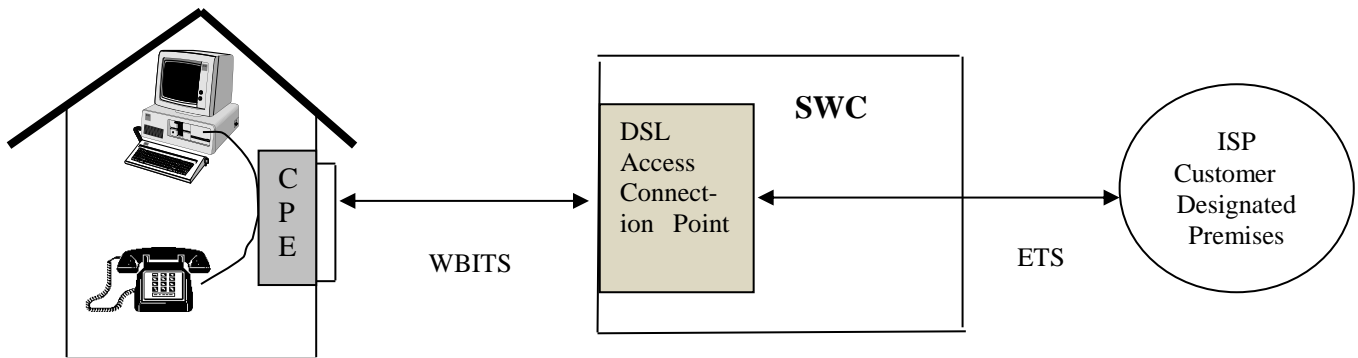 C
P
E
WBITS
DSL
Access
Connect-
ion Point
SWC
ETS
ISP
Customer
Designated
Premises